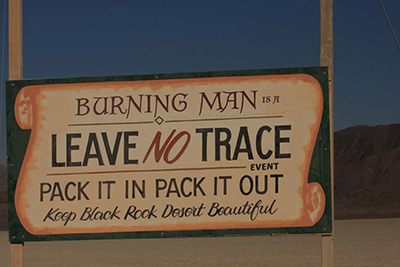 BURNING MAN IS A
LEAVE NO TRACE
EVENT
PACK IT IN PACK IT OUT
Keep Black Rock Desert Beautiful